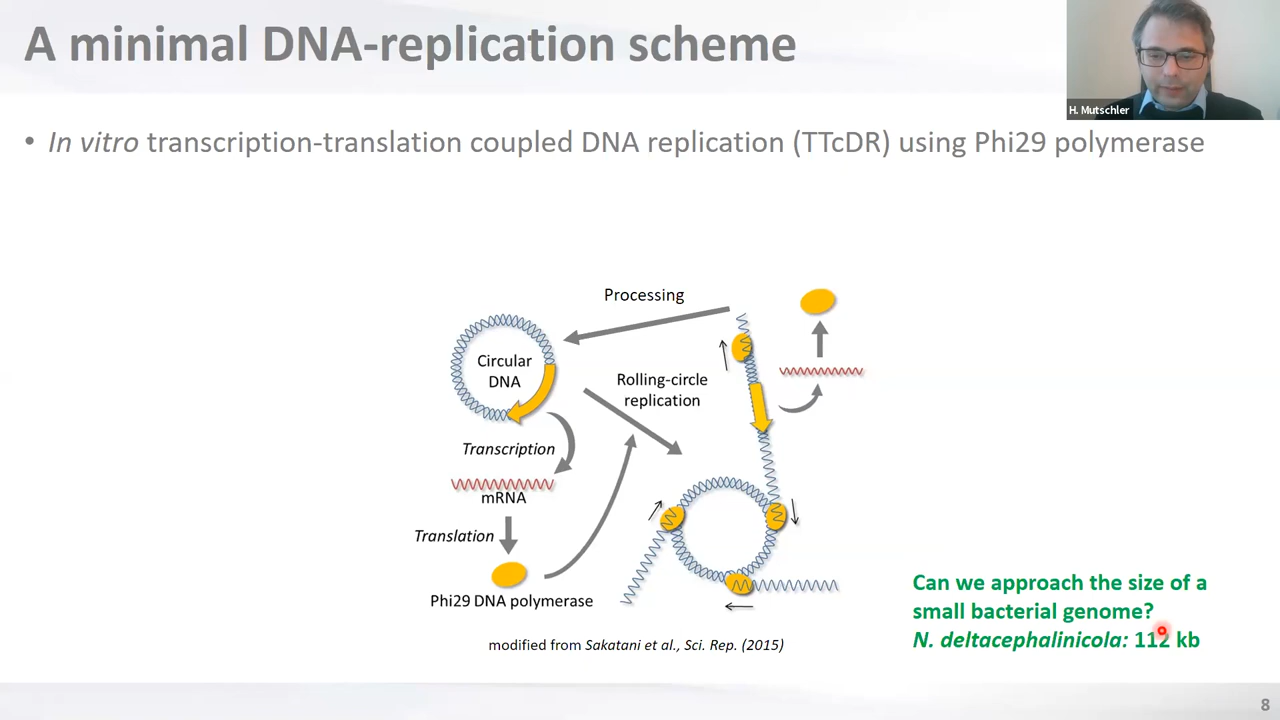 A minimal DNA-replication scheme
H. Mutschler
• In vitro transcription-translation coupled DNA replication (TTcDR) using Phi29 polymerase
Processing
Circular
DNA
Rolling-circle
replication
Transcription
mRNA
Translation
Phi29 DNA polymerase
modified from Sakatani et al., Sci. Rep. (2015)
Can we approach the size of a
small bacterial genome?
N. deltacephalinicola: 112 kb
8